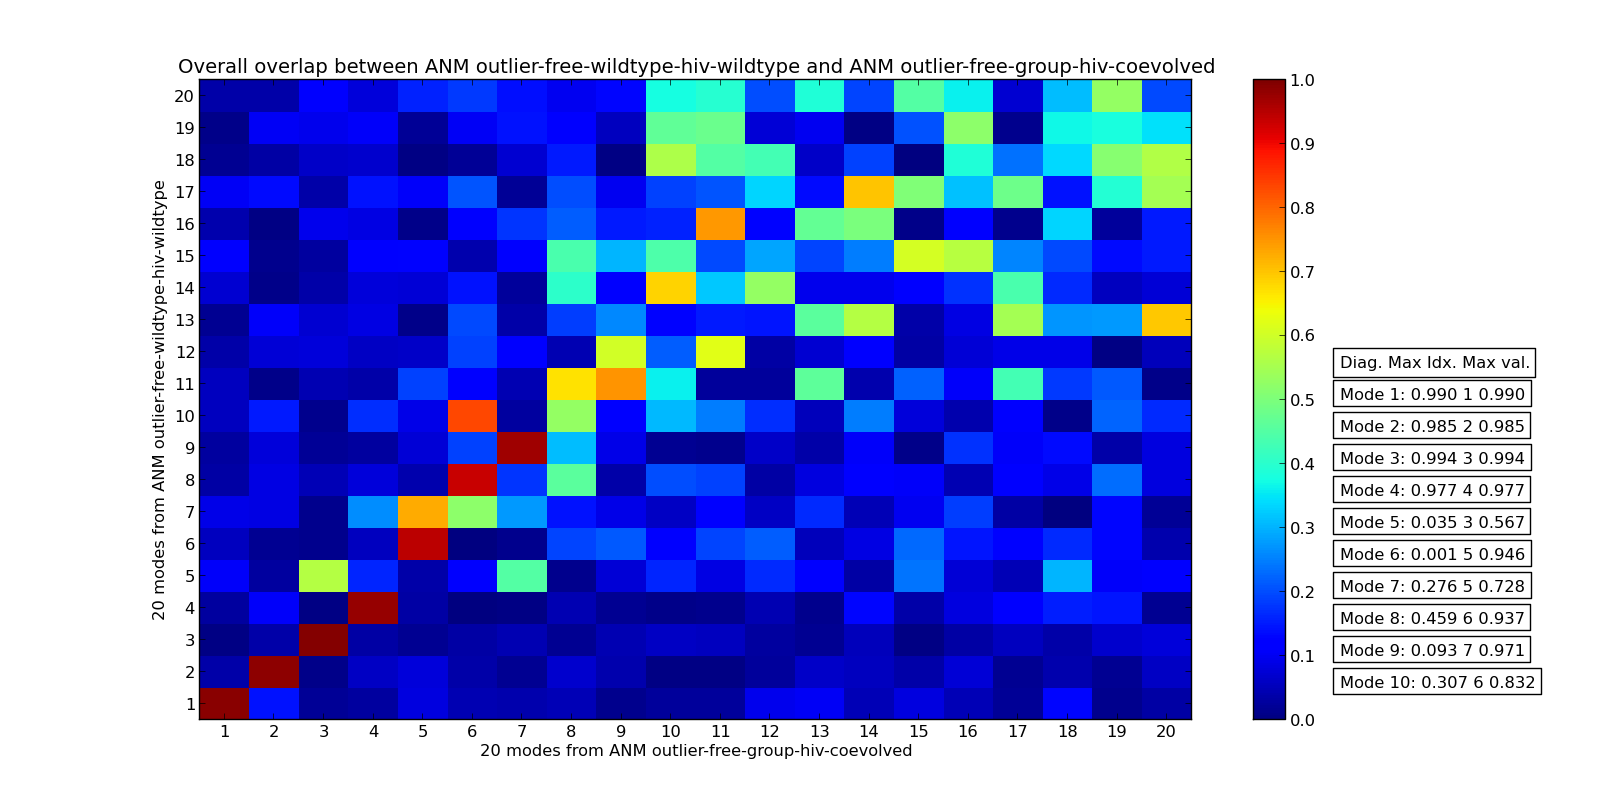 Overall overlap between ANM outlier-free-wildtype-hiv-wildtype and ANM outlier-free-group-hiv-coevolved
20 modes from ANM outlier-free-wildtype-hiv-wildtype
20
19
18
17
16
15
14
13
12
11
10
9
8
7
6
5
4
3
2
1
1 2 3 4 5 6 7 8 9 10 11 12 13 14 15 16 17 18 19 20
20 modes from ANM outlier-free-group-hiv-coevolved
1.0
0.9
0.8
0.7
0.6
0.5
0.4
0.3
0.2
0.1
0.0
Diag. Max Idx. Max val.
Mode 1: 0.990 1 0.990
Mode 2: 0.985 2 0.985
Mode 3: 0.994 3 0.994
Mode 4: 0.977 4 0.977
Mode 5: 0.035 3 0.567
Mode 6: 0.001 5 0.946
Mode 7: 0.276 5 0.728
Mode 8: 0.459 6 0.937
Mode 9: 0.093 7 0.971
Mode 10: 0.307 6 0.832